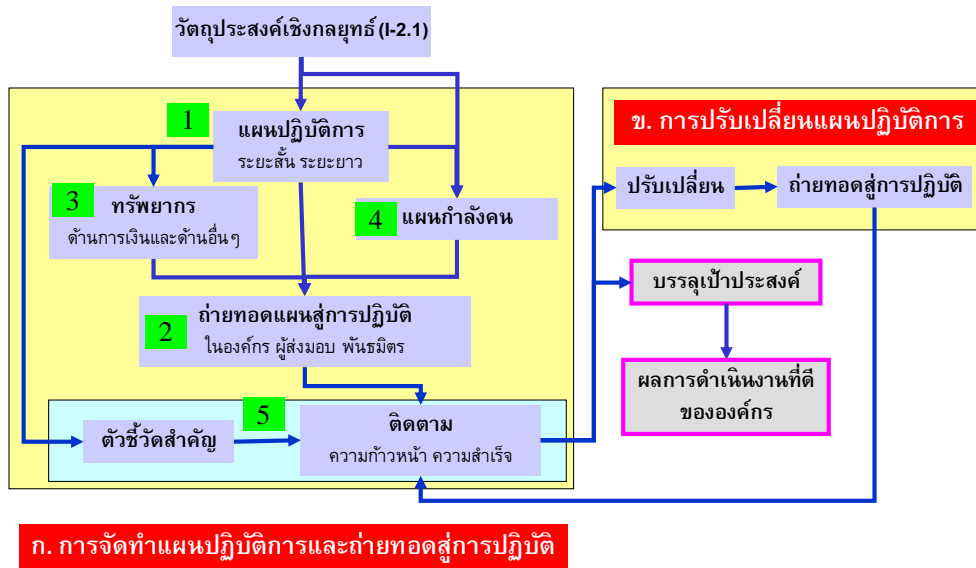 วัตถุประสงค์เชิงกลยุทธ์ (I-2.1)
1
แผนปฏิบัติการ
ระยะสั้น ระยะยาว
3
ทรัพยากร
ด้านการเงินและด้านอื่นๆ
4
แผนกำลังคน
2
ถ่ายทอดแผนสู่การปฏิบัติ
ในองค์กร ผู้ส่งมอบ พันธมิตร
5
ตัวชี้วัดสำคัญ
ติดตาม
ความก้าวหน้า ความสำเร็จ
ก. การจัดทำแผนปฏิบัติการและถ่ายทอดสู่การปฏิบัติ
ข. การปรับเปลี่ยนแผนปฏิบัติการ
ปรับเปลี่ยน
ถ่ายทอดสู่การปฏิบัติ
บรรลุเป้าประสงค์
ผลการดำเนินงานที่ดี
ขององค์กร